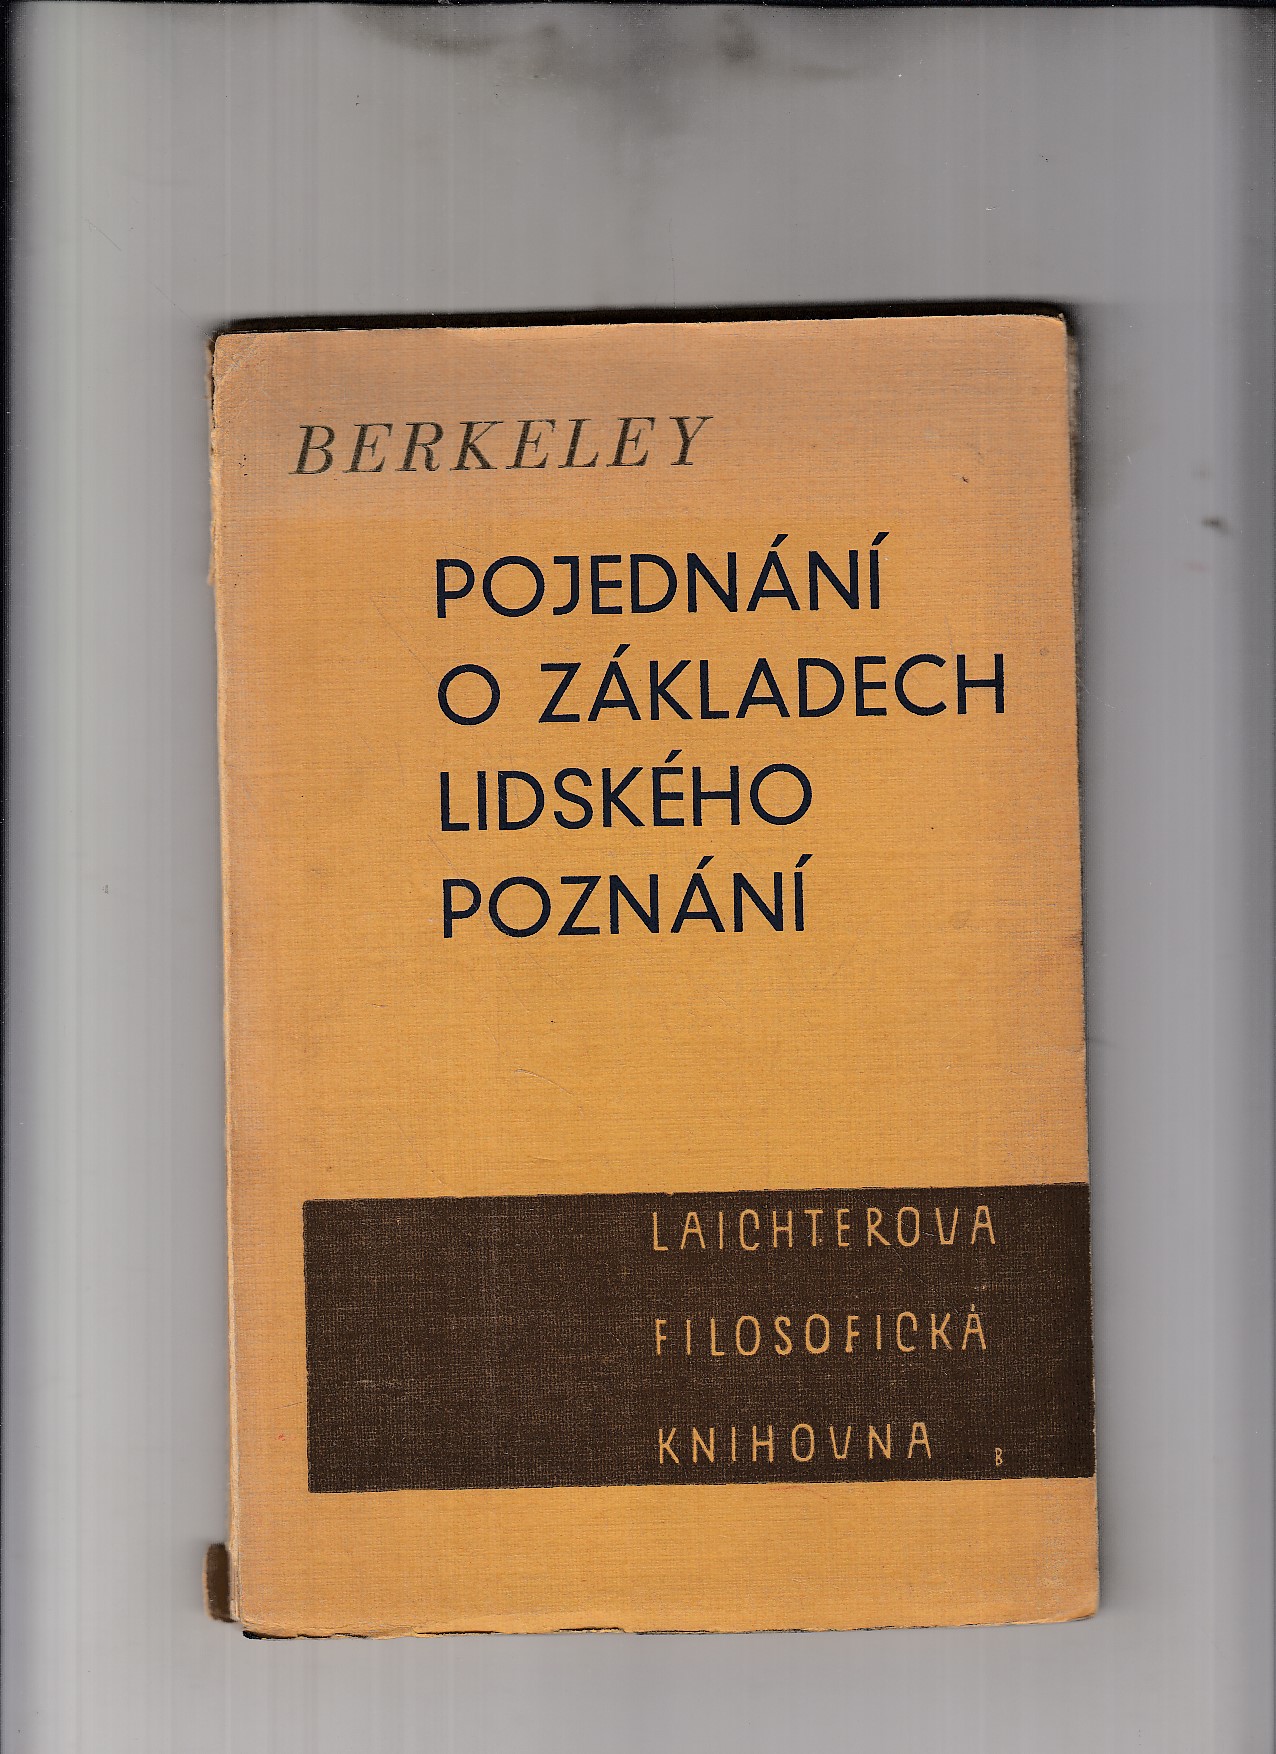 BERKELEY
POJEDNÁNÍ
O ZÁKLADECH
LIDSKÉHO
POZNÁNÍ
LAICHTEROVA
FILOSOFICKÁ
KNIHOVNA B